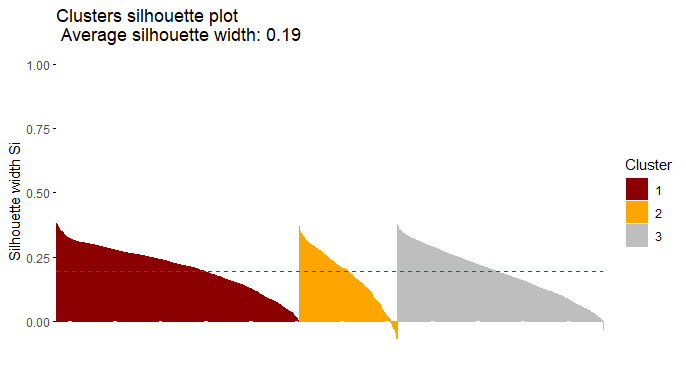 Clusters silhouette plot
Average silhouette width: 0.19
1.00
0.75
0.50
0.25
0.00
Silhouette width Si
Cluster
1
2
3